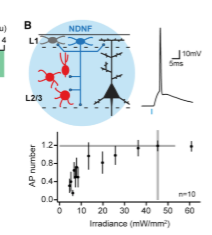 u)
4
B
NDNF
L1
L2/3
10mV
5ms
AP number
1.2
0.8
0.4
0.0
n=10
0 10 20 30 40 50 60
Irradiance (mW/mm²)